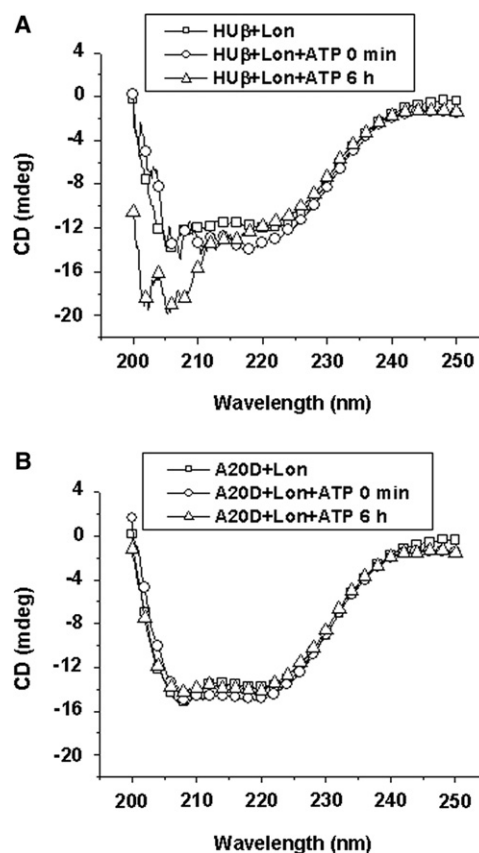 A
HUβ+Lon
HUβ+Lon+ATP 0 min
HUβ+Lon+ATP 6 h
4
0
-4
-8
-12
-16
-20
CD (mdeg)
200 210 220 230 240 250
Wavelength (nm)
B
A20D+Lon
A20D+Lon+ATP 0 min
A20D+Lon+ATP 6 h
4
0
-4
-8
-12
-16
-20
CD (mdeg)
200 210 220 230 240 250
Wavelength (nm)